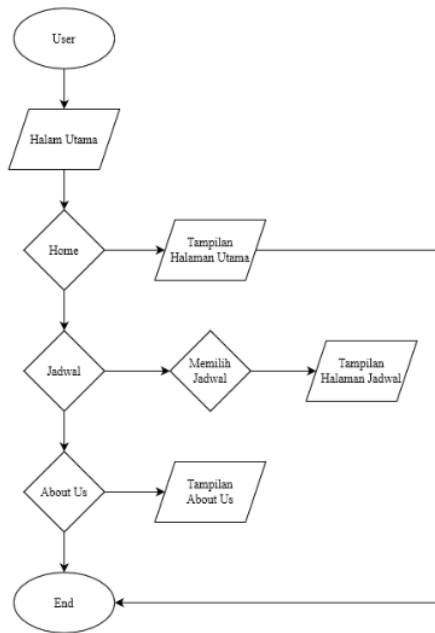 User
Halam Utama
Home
Tampilan
Halaman Utama
Jadwal
Memilih
Jadwal
Tampilan
Halaman Jadwal
About Us
Tampilan
About Us
End